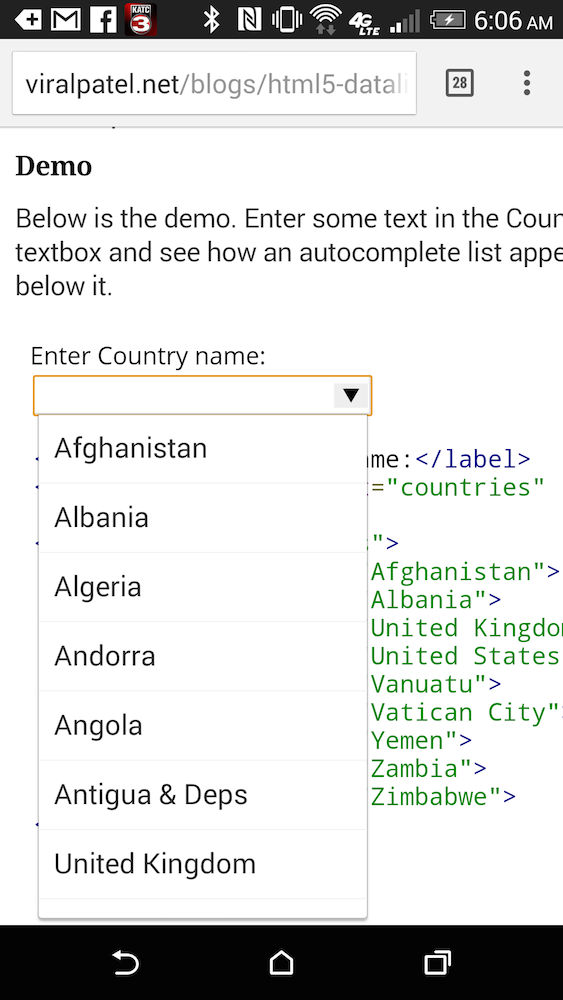 KATC 3 4G LTE 6:06 AM
viralpatel.net/blogs/html5-datali 28
Demo
Below is the demo. Enter some text in the Coun
textbox and see how an autocomplete list appe
below it.
Enter Country name:
Afghanistan
Albania
Algeria
Andorra
Angola
Antigua & Deps
United Kingdom
me:</label>
="countries"
">
Afghanistan">
Albania">
United Kingdo
United States
Vanuatu">
Vatican City"
Yemen">
Zambia">
Zimbabwe">